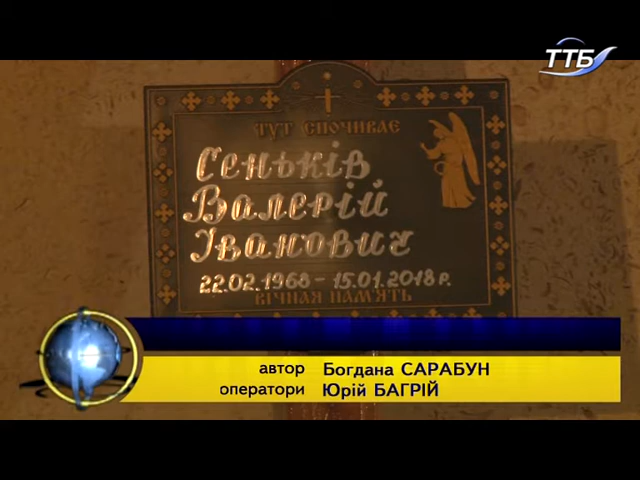 ТТБ
ТУТ СПОЧИВАЄ
Сеньків
Валерій
Іванович
22.02.1968 – 15.01.2018 р.
ВІЧНАЯ ПАМ'ЯТЬ
автор Богдана САРАБУН
оператори Юрій БАГРІЙ